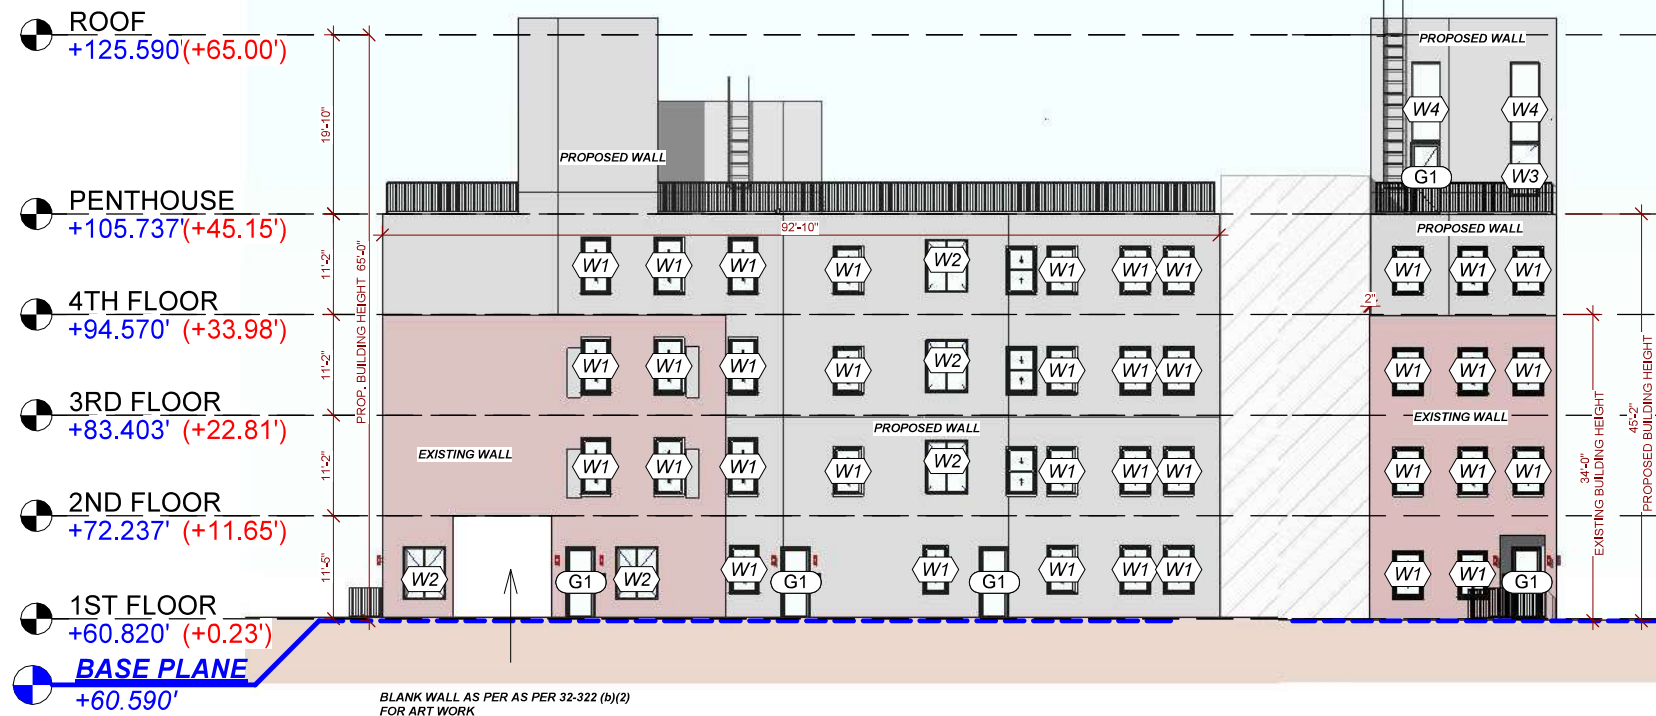 ROOF
+125.590'(+65.00')
PENTHOUSE
+105.737'(+45.15')
4TH FLOOR
+94.570' (+33.98')
3RD FLOOR
+83.403' (+22.81')
2ND FLOOR
+72.237' (+11.65')
1ST FLOOR
+60.820' (+0.23')
BASE PLANE
+60.590'
19'-10"
11'-2"
11'-2"
11'-2"
11'-5"
PROP. BUILDING HEIGHT 65'-0"
PROPOSED WALL
92'-10"
W1 W1 W1 W1 W2 W1 W1 W1
W1 W1 W1 W1 W2 W1 W1 W1
PROPOSED WALL
EXISTING WALL
W1 W1 W1 W1 W2 W1 W1 W1
W2 G1 W2 W1 G1 W1 G1 W1 W1 W1
BLANK WALL AS PER AS PER 32-322 (b)(2)
FOR ART WORK
PROPOSED WALL
W4 W4
G1 W3
PROPOSED WALL
W1 W1 W1
2"
W1 W1 W1
EXISTING WALL
W1 W1 W1
W1 W1 G1
34'-0"
EXISTING BUILDING HEIGHT
45'-2"
PROPOSED BUILDING HEIGHT